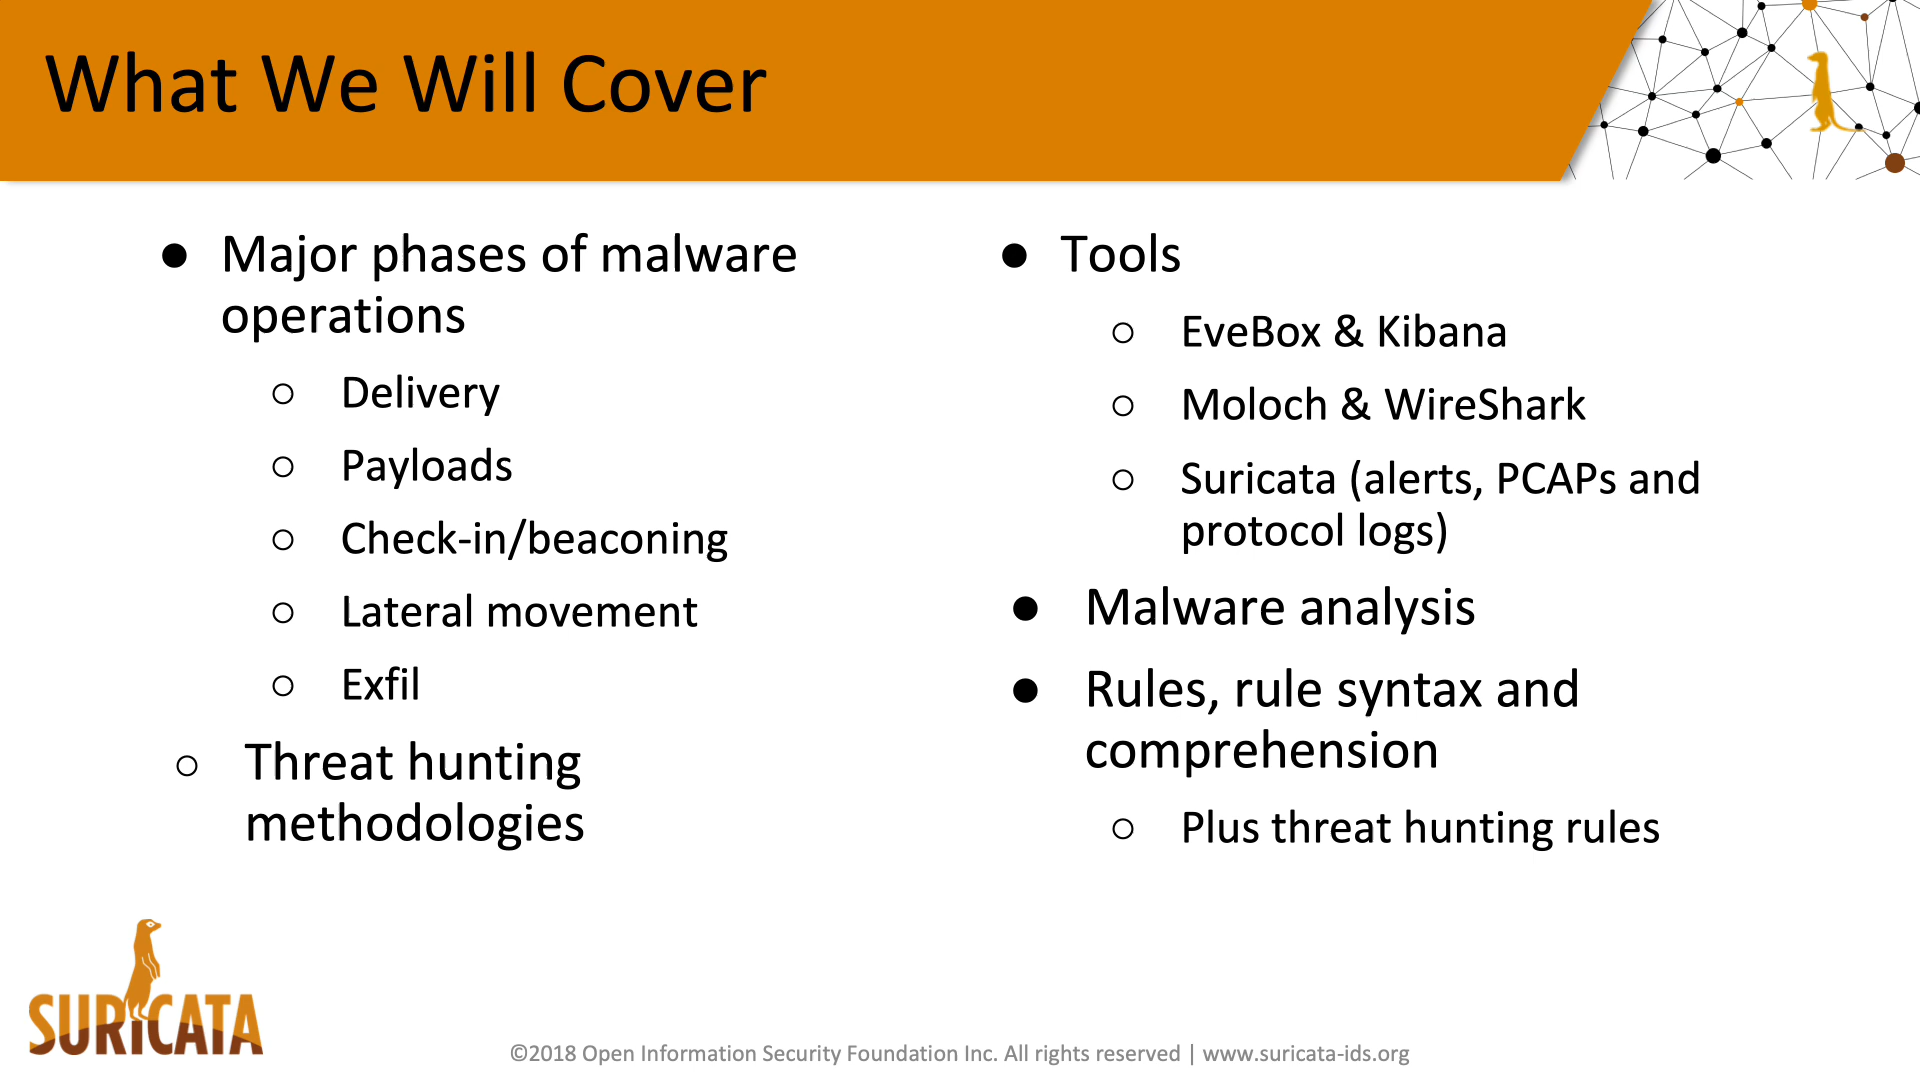 What We Will Cover
● Major phases of malware
operations
○ Delivery
○ Payloads
○ Check-in/beaconing
○ Lateral movement
○ Exfil
○ Threat hunting
methodologies
● Tools
○ EveBox & Kibana
○ Moloch & WireShark
○ Suricata (alerts, PCAPs and
protocol logs)
● Malware analysis
● Rules, rule syntax and
comprehension
○ Plus threat hunting rules
SURICATA
©2018 Open Information Security Foundation Inc. All rights reserved | www.suricata-ids.org